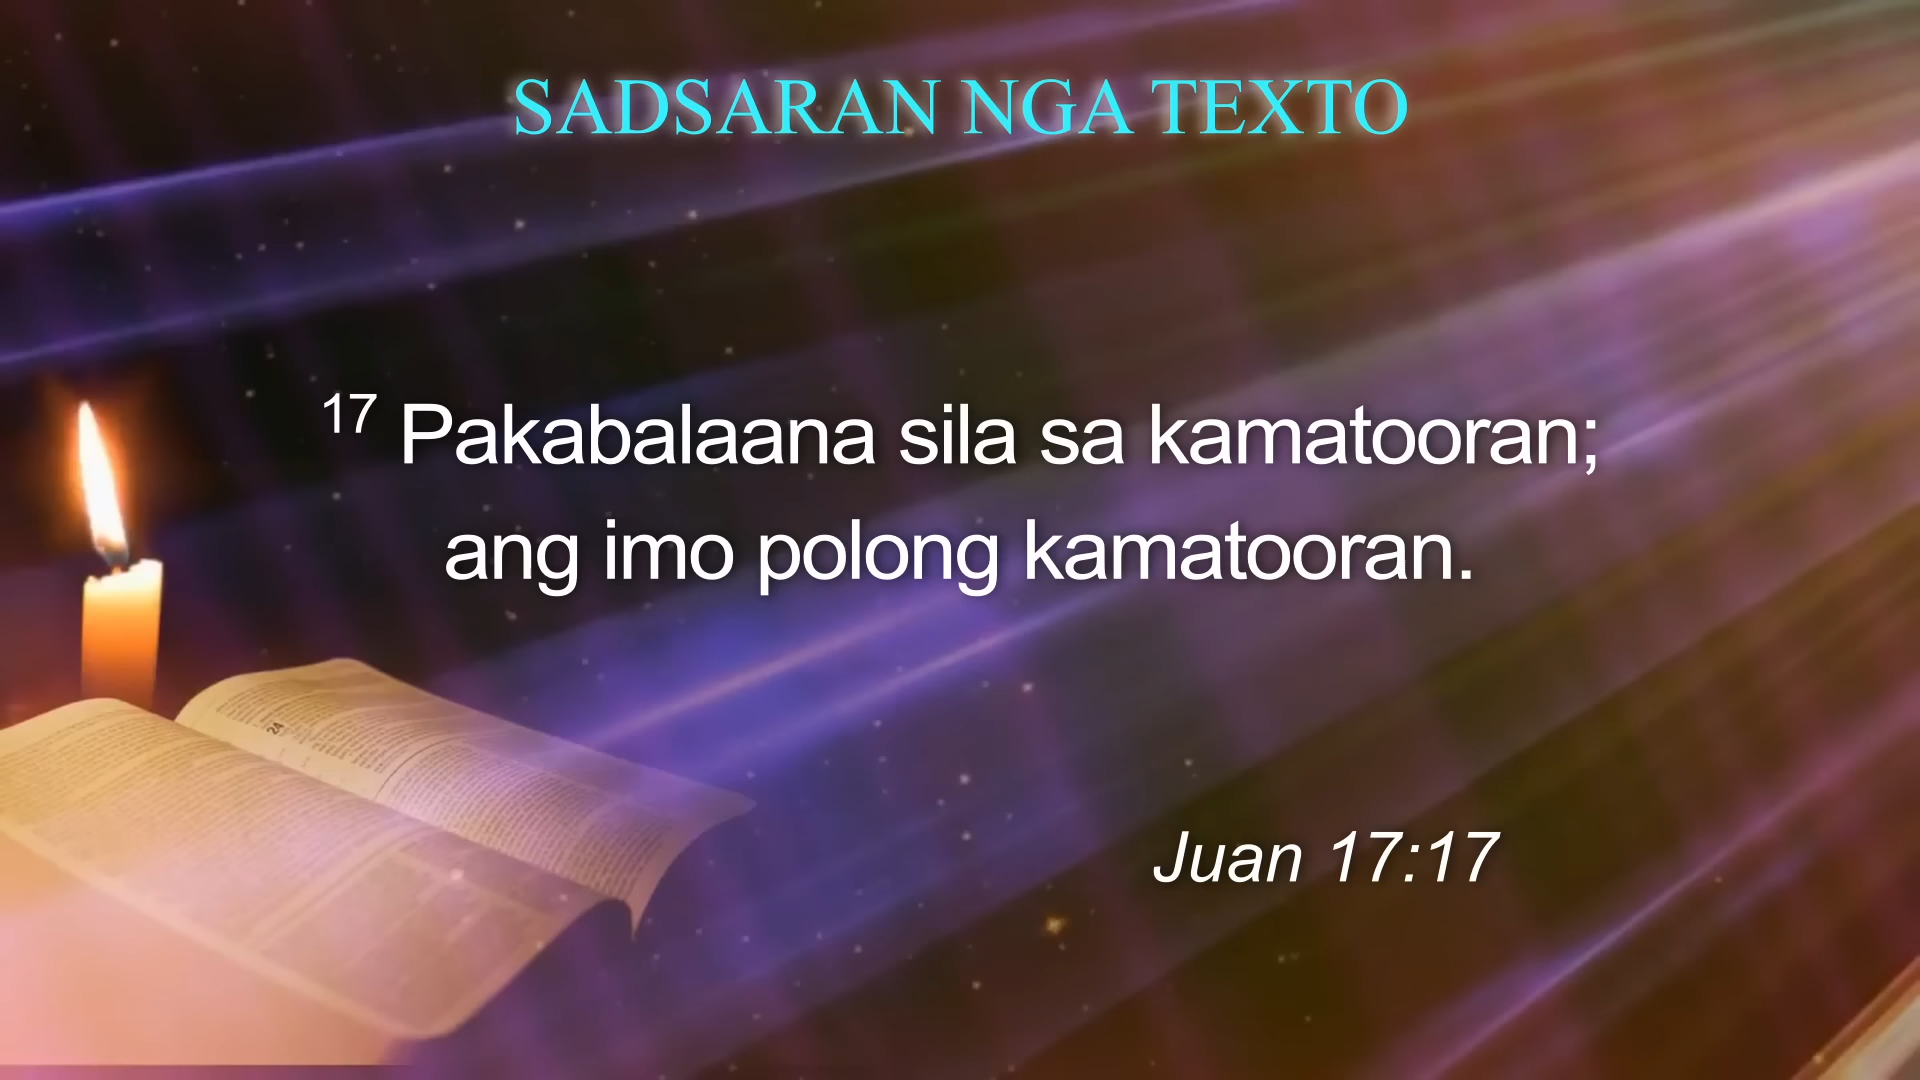 SADSARAN NGA TEXTO
17 Pakabalaana sila sa kamatooran;
ang imo polong kamatooran.
Juan 17:17